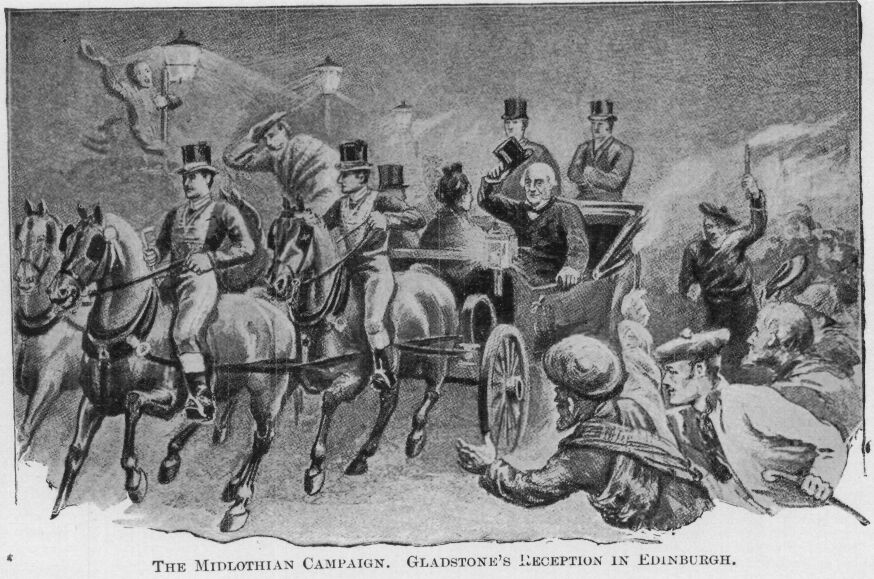 The Midlothian Campaign. Gladstone's Reception in Edinburgh.